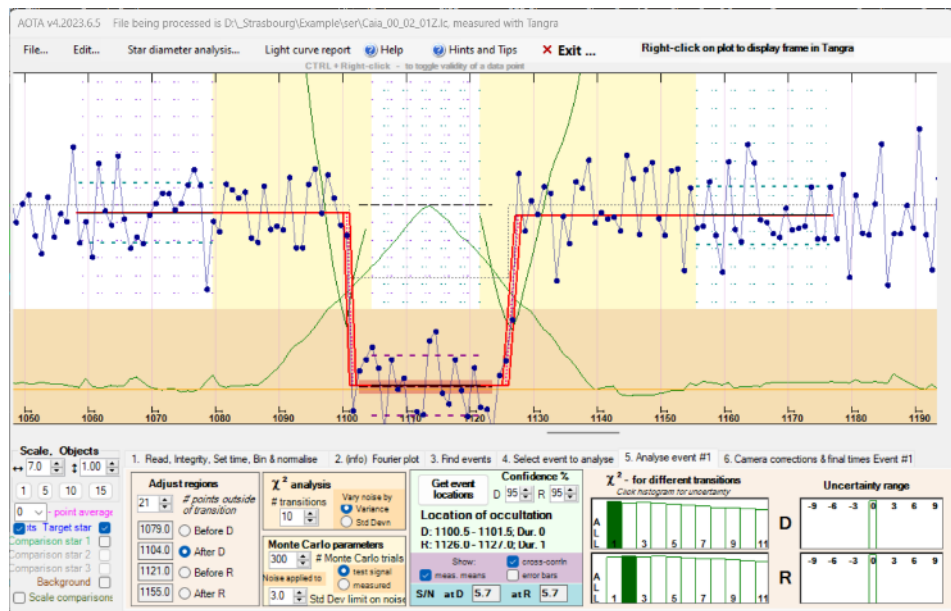 AOTA v4.2023.6.5 File being processed is D:\_Strasbourg\Example\ser\Caia_00_02_01Z.lc, measured with Tangra
File... Edit... Star diameter analysis... Light curve report Help Hints and Tips Exit ... Right-click on plot to display frame in Tangra
CTRL + Right-click - to toggle validity of a data point
1050 1060 1070 1080 1090 1100 1110 1120 1130 1140 1150 1160 1170 1180 1190
Scale, Objects
7.0 1.00
1 5 10 15
0 - point average
Target star
Comparison star 1
Comparison star 2
Comparison star 3
Background
Scale comparisons
1. Read, Integrity, Set time, Bin & normalise 2. (info) Fourier plot 3. Find events 4. Select event to analyse 5. Analyse event #1 6. Camera corrections & final times Event #1
Adjust regions
21 # points outside of transition
1079.0 Before D
1104.0 After D
1121.0 Before R
1155.0 After R
χ² analysis
# transitions
10
Vary noise by
Variance
Std Devn
Monte Carlo parameters
300 # Monte Carlo trials
Noise applied to
test signal
measured
3.0 Std Dev limit on noise
Get event locations
Confidence %
D 95 R 95
Location of occultation
D: 1100.5 - 1101.5; Dur. 0
R: 1126.0 - 1127.0; Dur. 1
Show:
cross-corrln
meas. means
error bars
S/N at D 5.7 at R 5.7
χ² - for different transitions
Click histogram for uncertainty
ALL 1 3 5 7 9 11
ALL 1 3 5 7 9 11
Uncertainty range
D
-9 -6 -3 0 3 6 9
R
-9 -6 -3 0 3 6 9